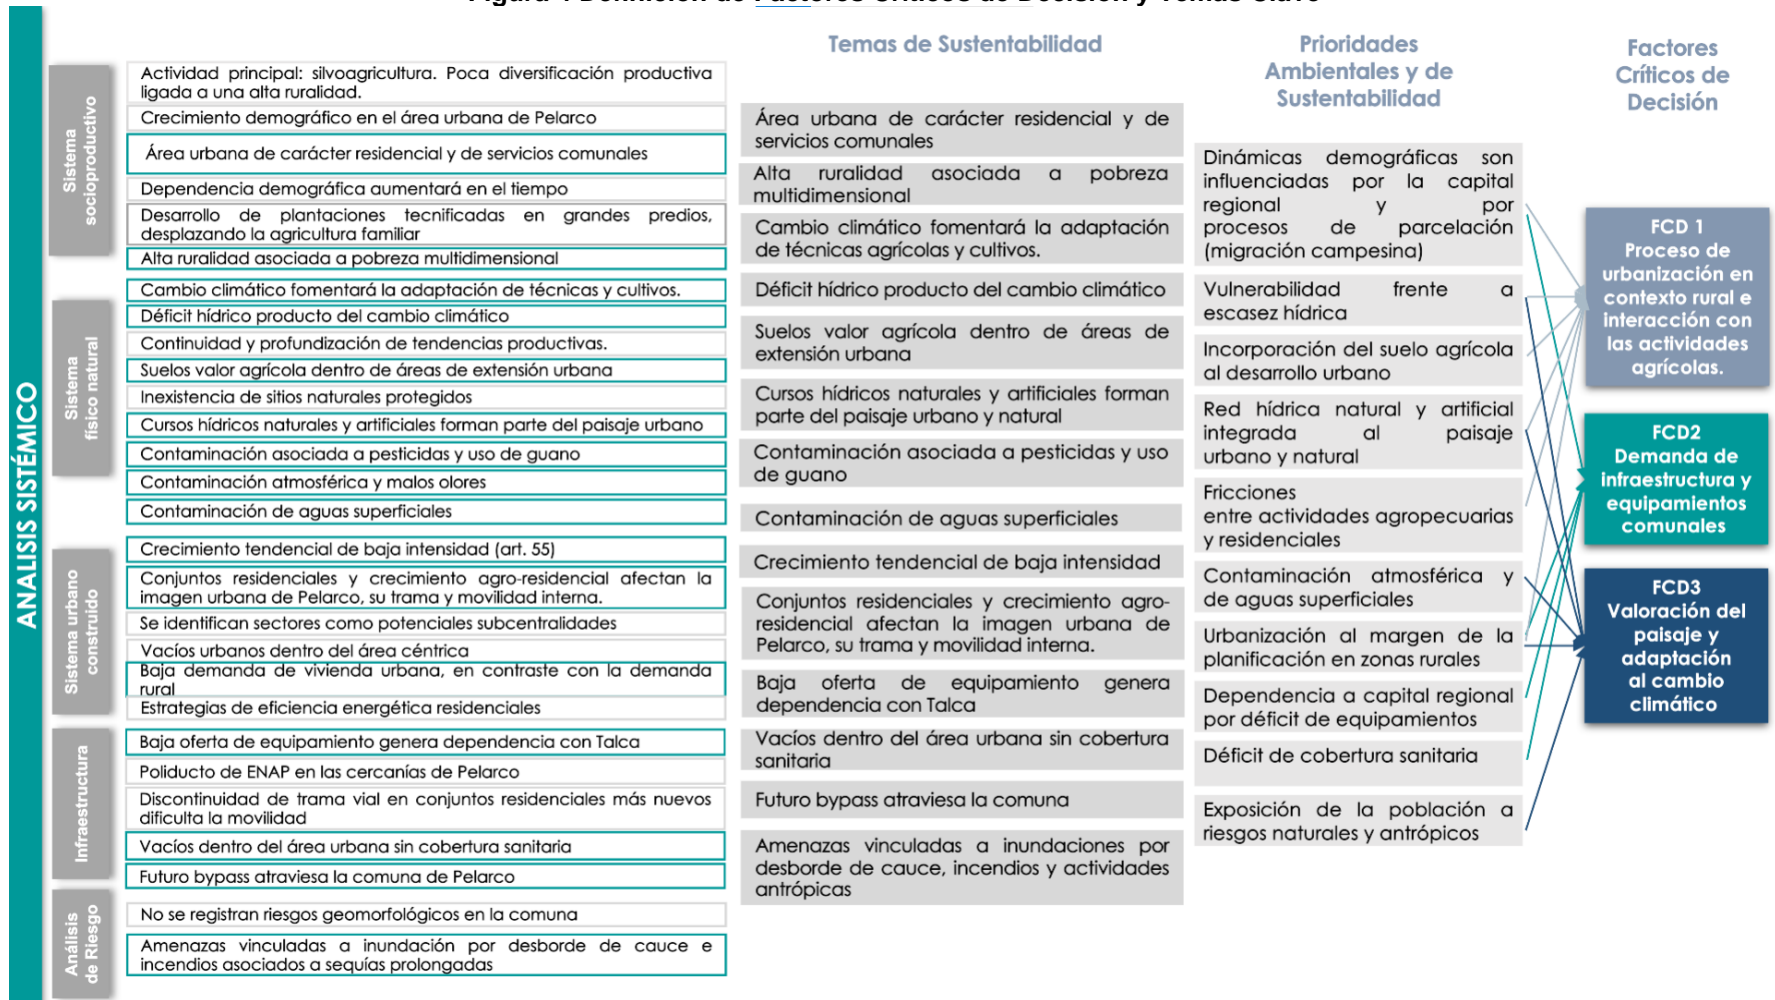 Figura 4 Definición de Factores Críticos de Decisión y Temas Clave
ANALISIS SISTÉMICO
Sistema
socioproductivo
Actividad principal: silvoagricultura. Poca diversificación productiva
ligada a una alta ruralidad.
Crecimiento demográfico en el área urbana de Pelarco
Área urbana de carácter residencial y de servicios comunales
Dependencia demográfica aumentará en el tiempo
Desarrollo de plantaciones tecnificadas en grandes predios,
desplazando la agricultura familiar
Alta ruralidad asociada a pobreza multidimensional
Sistema
físico natural
Cambio climático fomentará la adaptación de técnicas y cultivos.
Déficit hídrico producto del cambio climático
Continuidad y profundización de tendencias productivas.
Suelos valor agrícola dentro de áreas de extensión urbana
Inexistencia de sitios naturales protegidos
Cursos hídricos naturales y artificiales forman parte del paisaje urbano
Contaminación asociada a pesticidas y uso de guano
Contaminación atmosférica y malos olores
Contaminación de aguas superficiales
Sistema urbano
construido
Crecimiento tendencial de baja intensidad (art. 55)
Conjuntos residenciales y crecimiento agro-residencial afectan la
imagen urbana de Pelarco, su trama y movilidad interna.
Se identifican sectores como potenciales subcentralidades
Vacíos urbanos dentro del área céntrica
Baja demanda de vivienda urbana, en contraste con la demanda
rural
Estrategias de eficiencia energética residenciales
Infraestructura
Baja oferta de equipamiento genera dependencia con Talca
Poliducto de ENAP en las cercanías de Pelarco
Discontinuidad de trama vial en conjuntos residenciales más nuevos
dificulta la movilidad
Vacíos dentro del área urbana sin cobertura sanitaria
Futuro bypass atraviesa la comuna de Pelarco
Análisis
de Riesgo
No se registran riesgos geomorfológicos en la comuna
Amenazas vinculadas a inundación por desborde de cauce e
incendios asociados a sequías prolongadas
Temas de Sustentabilidad
Área urbana de carácter residencial y de
servicios comunales
Alta ruralidad asociada a pobreza
multidimensional
Cambio climático fomentará la adaptación
de técnicas agrícolas y cultivos.
Déficit hídrico producto del cambio climático
Suelos valor agrícola dentro de áreas de
extensión urbana
Cursos hídricos naturales y artificiales forman
parte del paisaje urbano y natural
Contaminación asociada a pesticidas y uso
de guano
Contaminación de aguas superficiales
Crecimiento tendencial de baja intensidad
Conjuntos residenciales y crecimiento agro-
residencial afectan la imagen urbana de
Pelarco, su trama y movilidad interna.
Baja oferta de equipamiento genera
dependencia con Talca
Vacíos dentro del área urbana sin cobertura
sanitaria
Futuro bypass atraviesa la comuna
Amenazas vinculadas a inundaciones por
desborde de cauce, incendios y actividades
antrópicas
Prioridades
Ambientales y de
Sustentabilidad
Dinámicas demográficas son
influenciadas por la capital
regional y por
procesos de parcelación
(migración campesina)
Vulnerabilidad frente a
escasez hídrica
Incorporación del suelo agrícola
al desarrollo urbano
Red hídrica natural y artificial
integrada al paisaje
urbano y natural
Fricciones
entre actividades agropecuarias
y residenciales
Contaminación atmosférica y
de aguas superficiales
Urbanización al margen de la
planificación en zonas rurales
Dependencia a capital regional
por déficit de equipamientos
Déficit de cobertura sanitaria
Exposición de la población a
riesgos naturales y antrópicos
Factores
Críticos de
Decisión
FCD 1
Proceso de
urbanización en
contexto rural e
interacción con
las actividades
agrícolas.
FCD2
Demanda de
infraestructura y
equipamientos
comunales
FCD3
Valoración del
paisaje y
adaptación
al cambio
climático